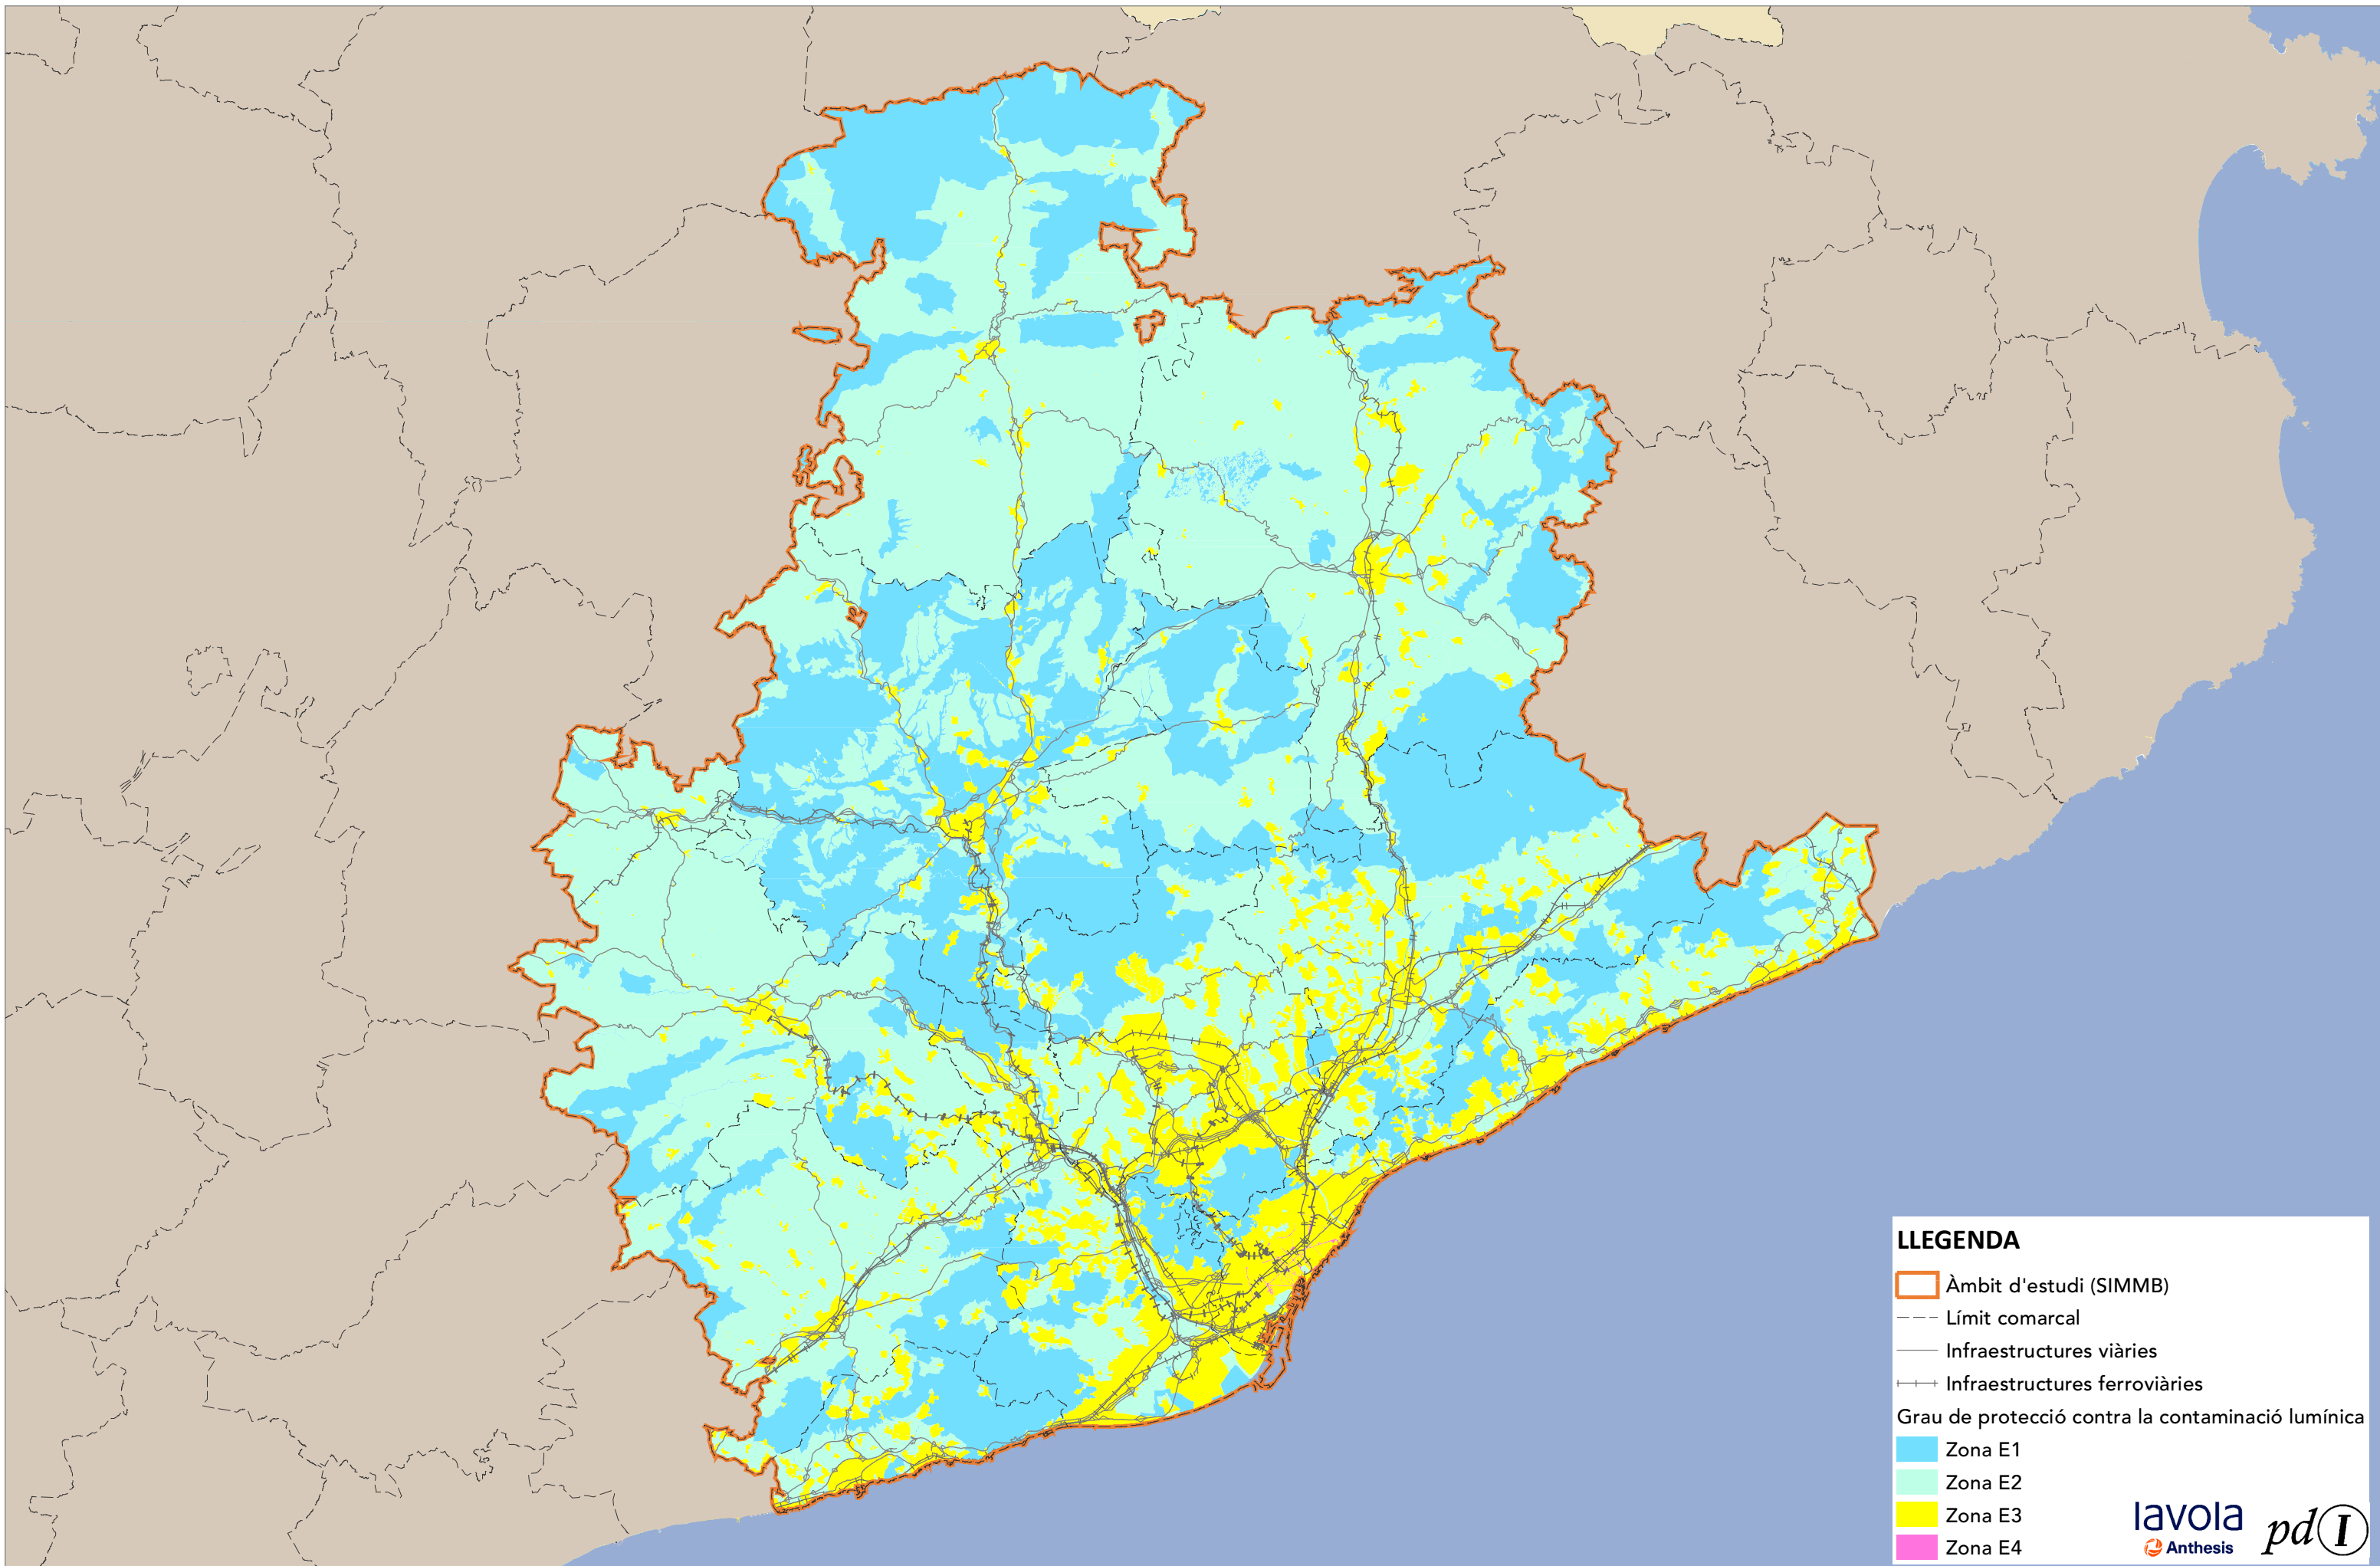 LLEGENDA
Àmbit d'estudi (SIMMB)
Límit comarcal
Infraestructures viàries
Infraestructures ferroviàries
Grau de protecció contra la contaminació lumínica
Zona E1
Zona E2
Zona E3
Zona E4
lavola
Anthesis
pd I